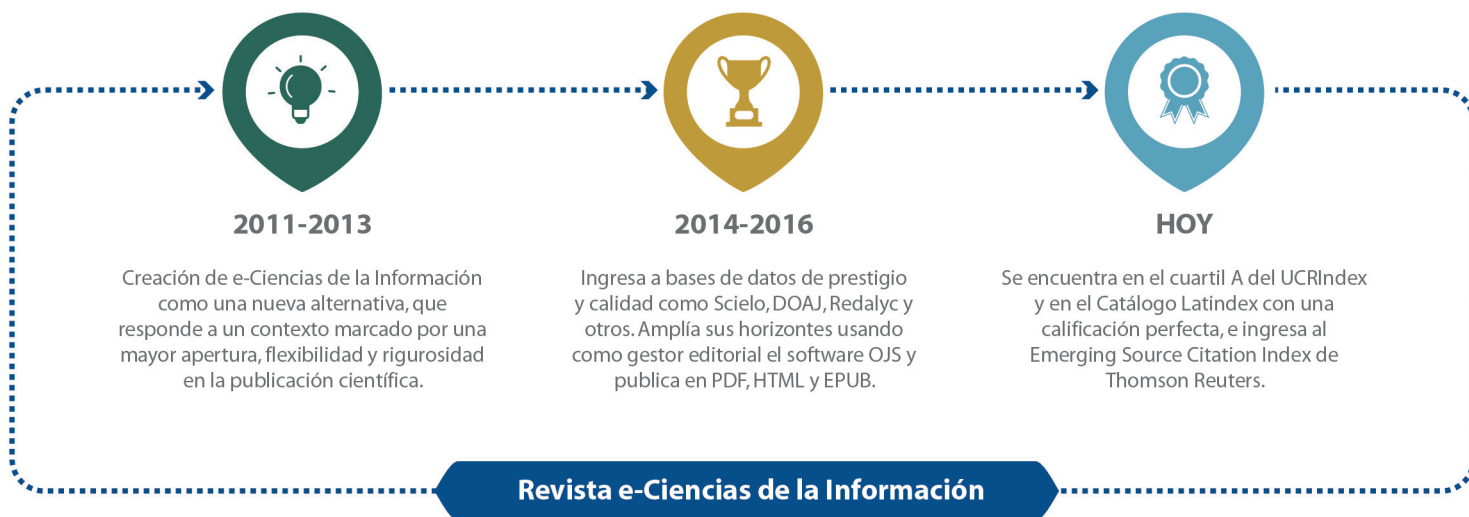 2011-2013
Creación de e-Ciencias de la Información
como una nueva alternativa, que
responde a un contexto marcado por una
mayor apertura, flexibilidad y rigurosidad
en la publicación científica.
2014-2016
Ingresa a bases de datos de prestigio
y calidad como Scielo, DOAJ, Redalyc y
otros. Amplía sus horizontes usando
como gestor editorial el software OJS y
publica en PDF, HTML y EPUB.
HOY
Se encuentra en el cuartil A del UCRIndex
y en el Catálogo Latindex con una
calificación perfecta, e ingresa al
Emerging Source Citation Index de
Thomson Reuters.
Revista e-Ciencias de la Información